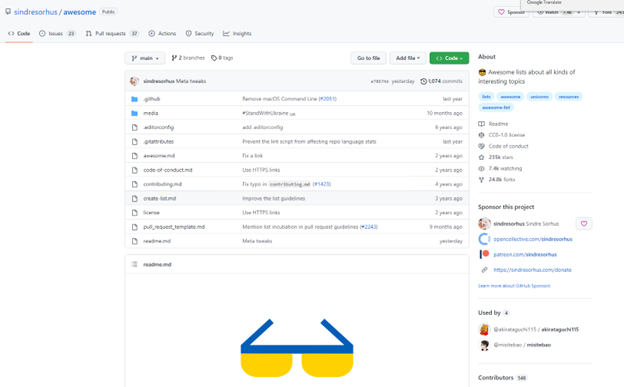 Google Translate
sindresorhus / awesome Public
Sponsor Watch 7.4k Fork
Code Issues 23 Pull requests 37 Actions Security Insights
main 2 branches 0 tags Go to file Add file Code
sindresorhus Meta tweaks yesterday 1,074 commits
.github Remove macOS Command Line (#2051) last year
media #StandWithUkraine UA 10 months ago
.editorconfig add .editorconfig 6 years ago
.gitattributes Prevent the lint script from affecting repo language stats last year
awesome.md Fix a link 2 years ago
code-of-conduct.md Use HTTPS links 2 years ago
contributing.md Fix typo in contributing.md (#1423) 4 years ago
create-list.md Improve the list guidelines 3 years ago
license Use HTTPS links 2 years ago
pull_request_template.md Mention list incubation in pull request guidelines (#2243) 9 months ago
readme.md Meta tweaks yesterday
readme.md
About
Awesome lists about all kinds of
interesting topics
lists awesome unicorns resources
awesome-list
Readme
CC0-1.0 license
Code of conduct
235k stars
7.4k watching
24.8k forks
Sponsor this project
sindresorhus Sindre Sorhus
opencollective.com/sindresorhus
patreon.com/sindresorhus
https://sindresorhus.com/donate
Learn more about GitHub Sponsors
Used by 4
@akirataguchi115 / akirataguchi115
@misitebao / misitebao
Contributors 548